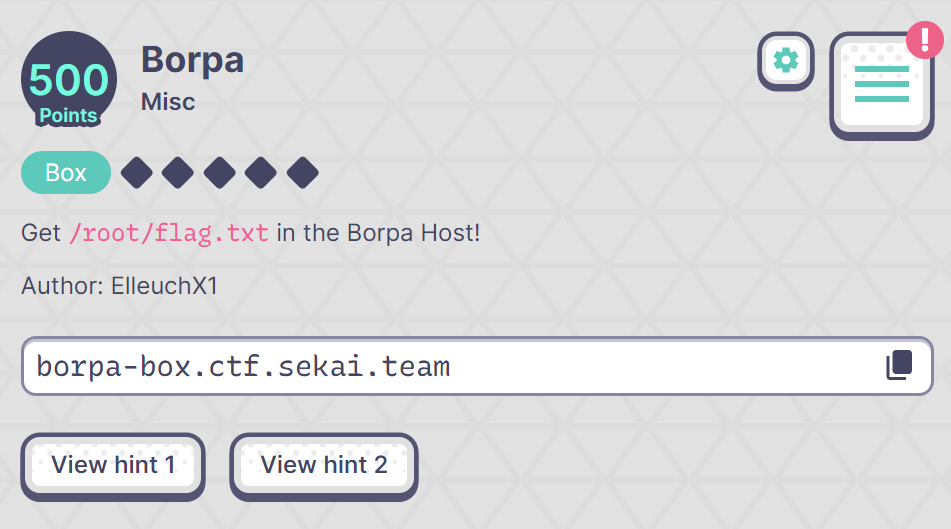 500
Points
Borpa
Misc
!
Box
Get /root/flag.txt in the Borpa Host!
Author: ElleuchX1
borpa-box.ctf.sekai.team
View hint 1
View hint 2